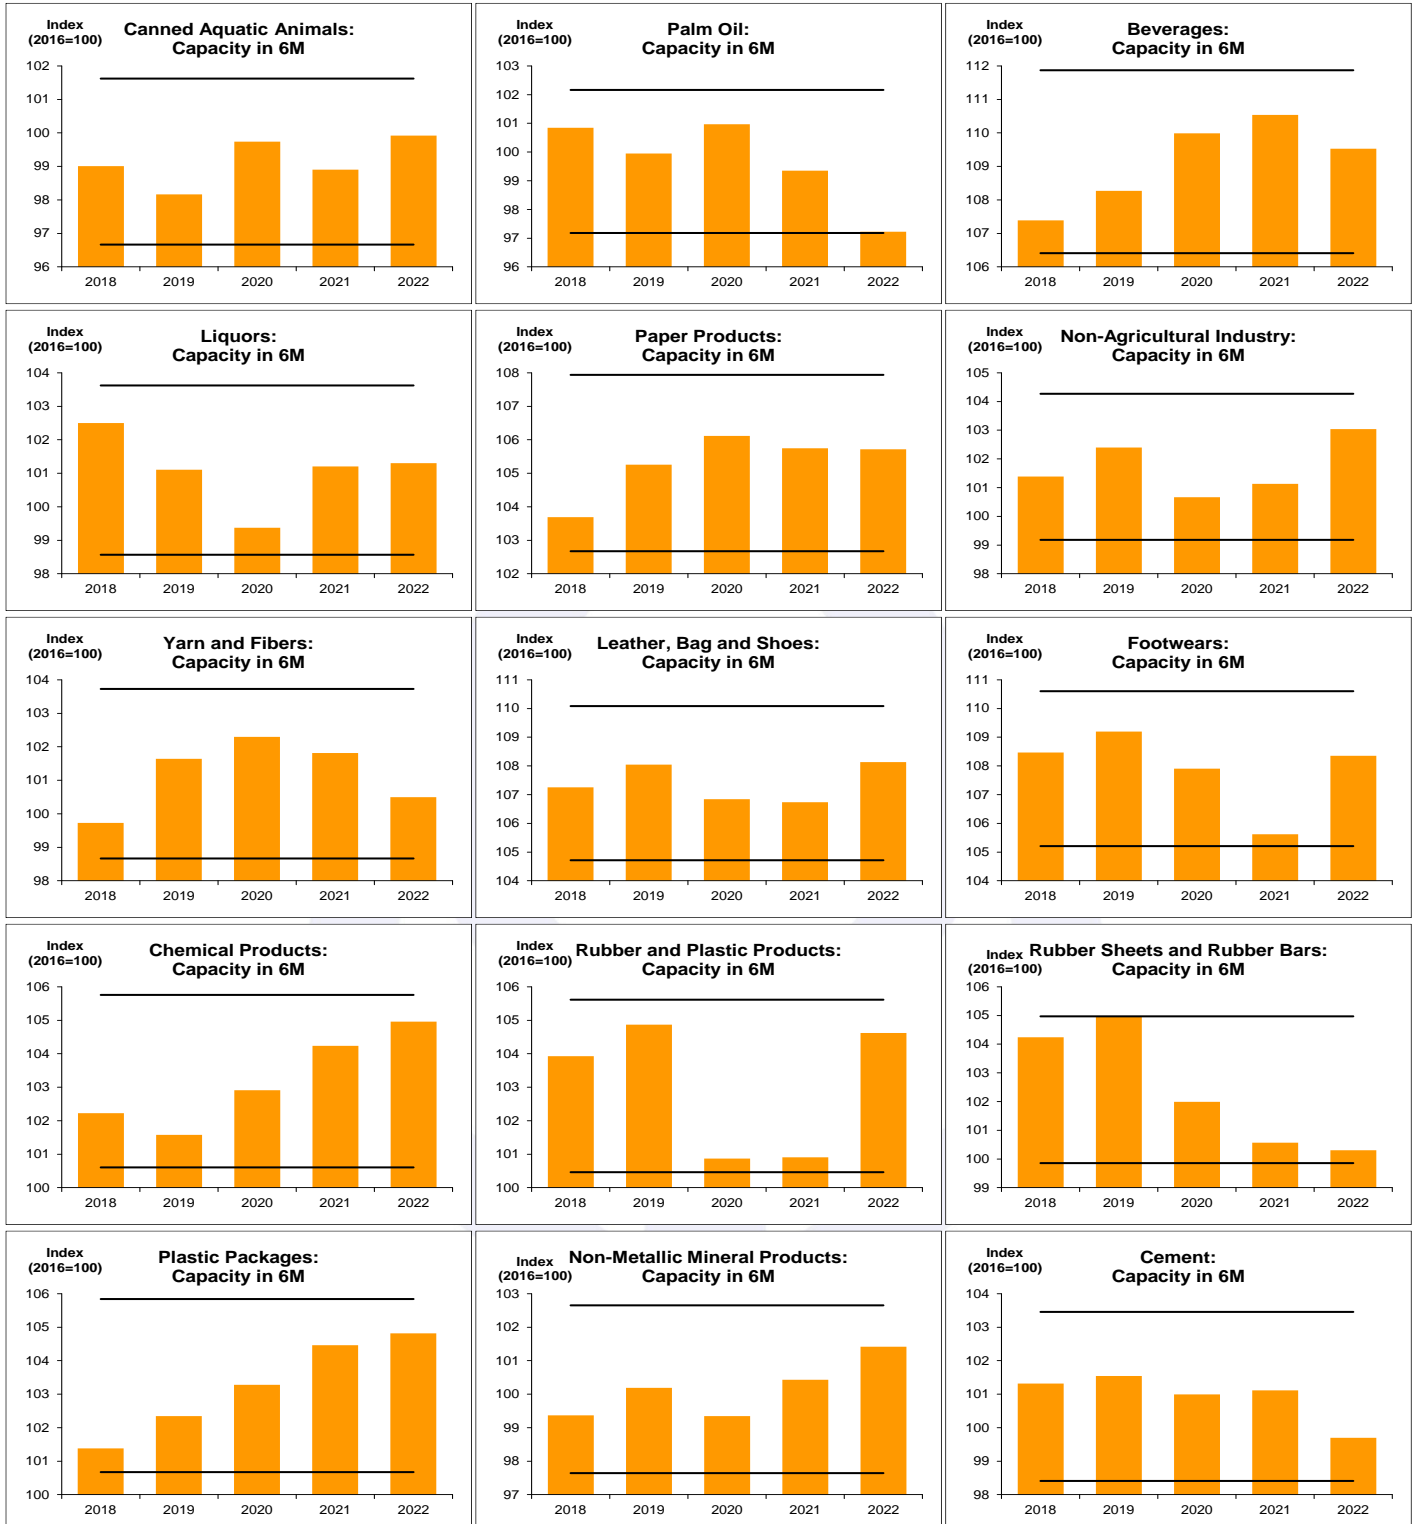 Index
(2016=100)
Canned Aquatic Animals:
Capacity in 6M
102
101
100
99
98
97
96
2018 2019 2020 2021 2022
Index
(2016=100)
Palm Oil:
Capacity in 6M
103
102
101
100
99
98
97
96
2018 2019 2020 2021 2022
Index
(2016=100)
Beverages:
Capacity in 6M
112
111
110
109
108
107
106
2018 2019 2020 2021 2022
Index
(2016=100)
Liquors:
Capacity in 6M
104
103
102
101
100
99
98
2018 2019 2020 2021 2022
Index
(2016=100)
Paper Products:
Capacity in 6M
108
107
106
105
104
103
102
2018 2019 2020 2021 2022
Index
(2016=100)
Non-Agricultural Industry:
Capacity in 6M
105
104
103
102
101
100
99
98
2018 2019 2020 2021 2022
Index
(2016=100)
Yarn and Fibers:
Capacity in 6M
104
103
102
101
100
99
98
2018 2019 2020 2021 2022
Index
(2016=100)
Leather, Bag and Shoes:
Capacity in 6M
111
110
109
108
107
106
105
104
2018 2019 2020 2021 2022
Index
(2016=100)
Footwears:
Capacity in 6M
111
110
109
108
107
106
105
104
2018 2019 2020 2021 2022
Index
(2016=100)
Chemical Products:
Capacity in 6M
106
105
104
103
102
101
100
2018 2019 2020 2021 2022
Index
(2016=100)
Rubber and Plastic Products:
Capacity in 6M
106
105
104
103
102
101
100
2018 2019 2020 2021 2022
Index
(2016=100)
Rubber Sheets and Rubber Bars:
Capacity in 6M
106
105
104
103
102
101
100
99
2018 2019 2020 2021 2022
Index
(2016=100)
Plastic Packages:
Capacity in 6M
106
105
104
103
102
101
100
2018 2019 2020 2021 2022
Index
(2016=100)
Non-Metallic Mineral Products:
Capacity in 6M
103
102
101
100
99
98
97
2018 2019 2020 2021 2022
Index
(2016=100)
Cement:
Capacity in 6M
104
103
102
101
100
99
98
2018 2019 2020 2021 2022